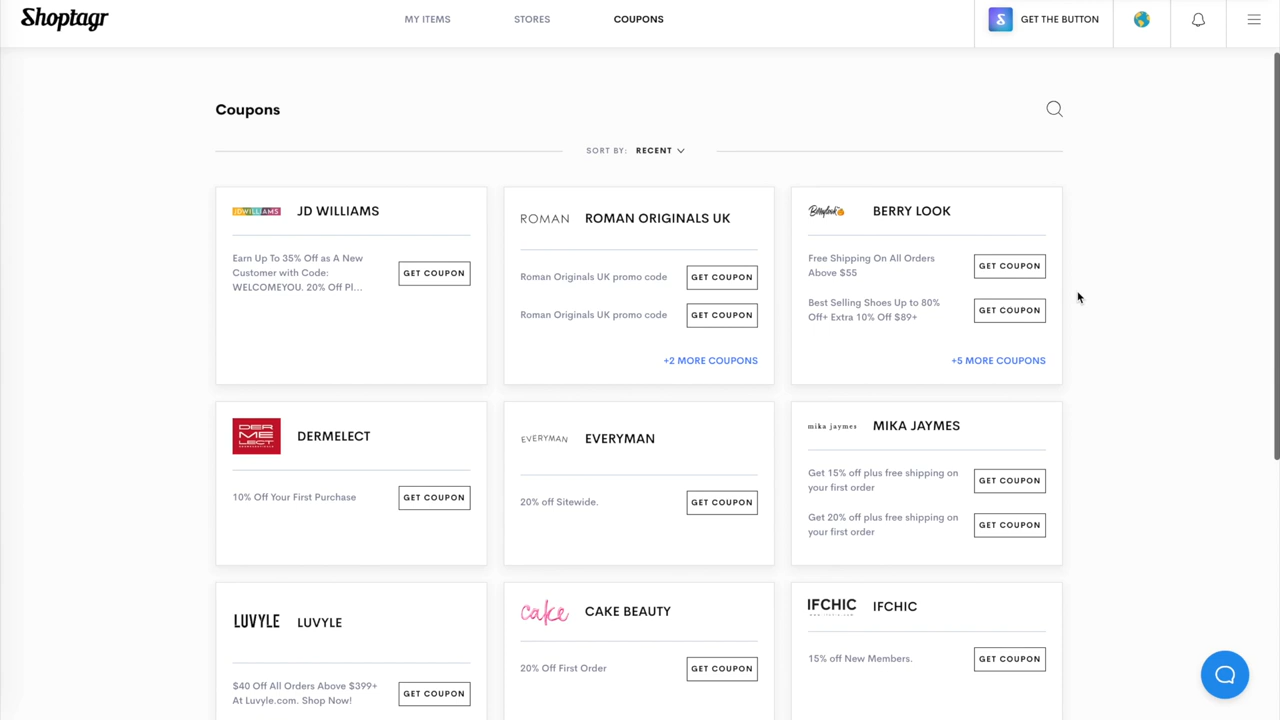 Shoptagr
MY ITEMS
STORES
COUPONS
GET THE BUTTON
Coupons
SORT BY: RECENT
JDWILLIAMS
JD WILLIAMS
Earn Up To 35% Off as A New
Customer with Code:
WELCOMEYOU. 20% Off Pl...
GET COUPON
ROMAN
ROMAN ORIGINALS UK
Roman Originals UK promo code
GET COUPON
Roman Originals UK promo code
GET COUPON
+2 MORE COUPONS
Berrylook
BERRY LOOK
Free Shipping On All Orders
Above $55
GET COUPON
Best Selling Shoes Up to 80%
Off+ Extra 10% Off $89+
GET COUPON
+5 MORE COUPONS
DER
ME
LECT
DERMELECT
10% Off Your First Purchase
GET COUPON
EVERYMAN
EVERYMAN
20% off Sitewide.
GET COUPON
mika jaymes
MIKA JAYMES
Get 15% off plus free shipping on
your first order
GET COUPON
Get 20% off plus free shipping on
your first order
GET COUPON
LUVYLE
LUVYLE
$40 Off All Orders Above $399+
At Luvyle.com. Shop Now!
GET COUPON
cake
CAKE BEAUTY
20% Off First Order
GET COUPON
IFCHIC
IFCHIC
15% off New Members.
GET COUPON